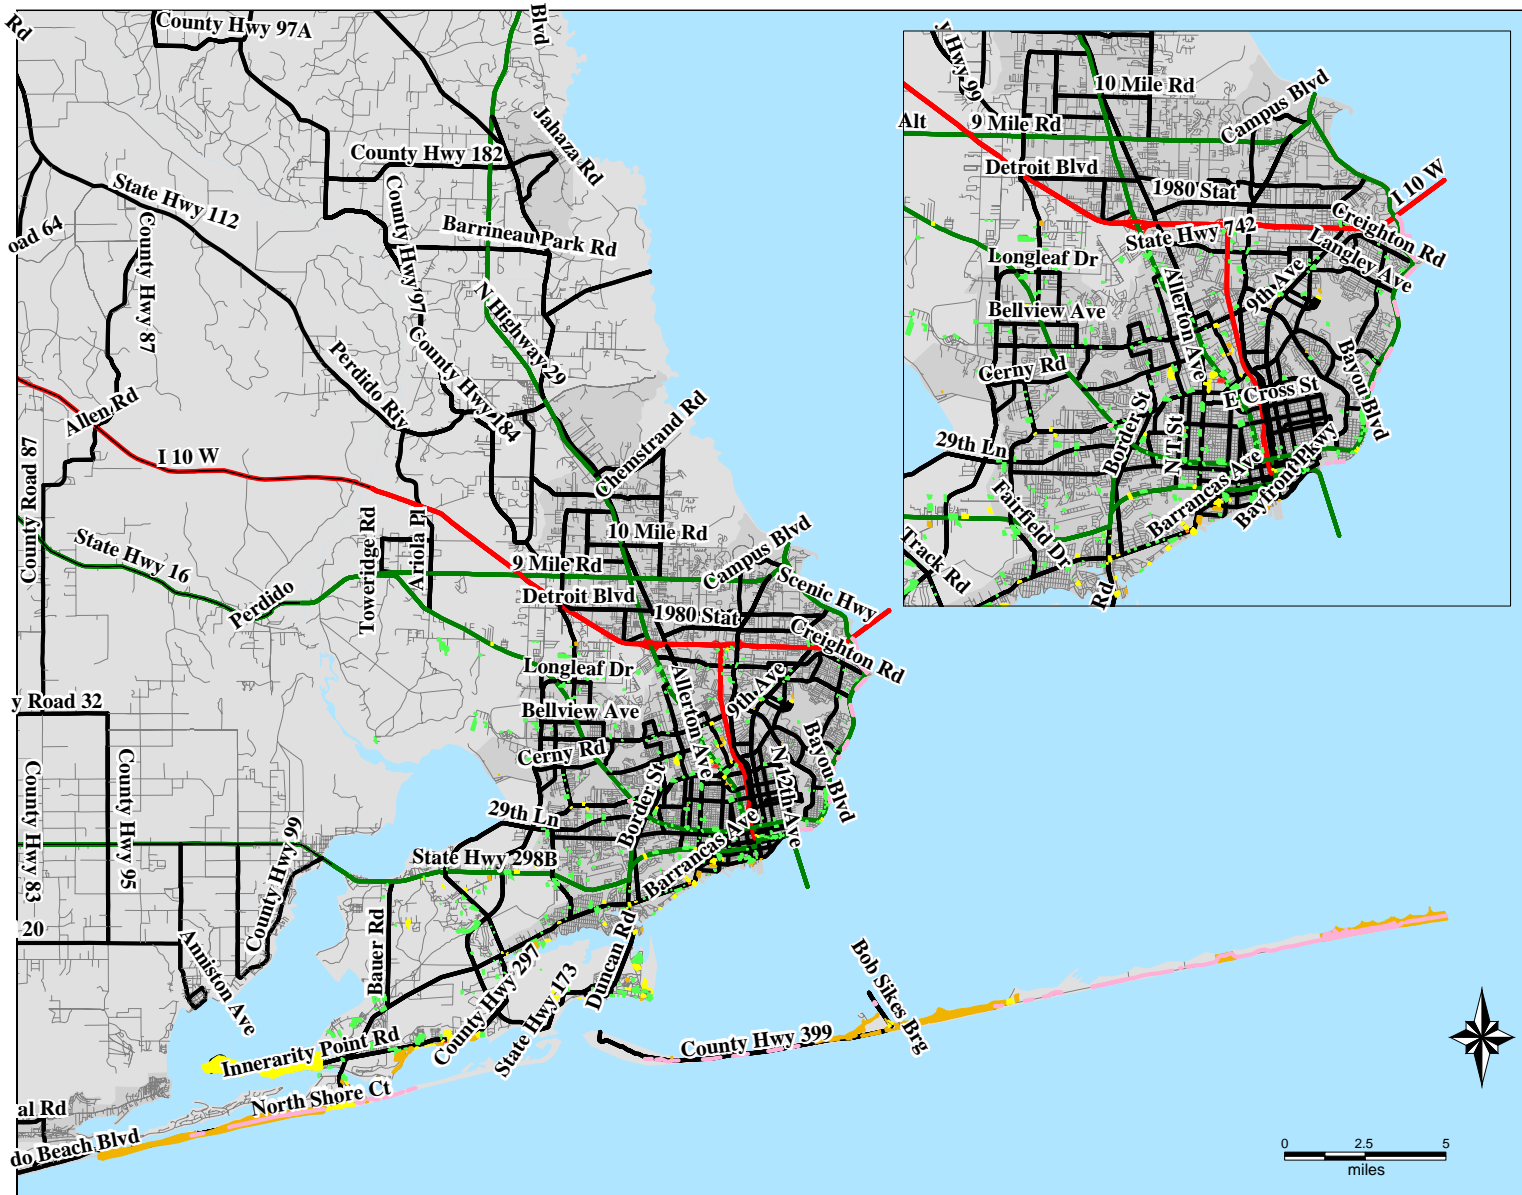 Rd
County Hwy 97A
Blvd
Jahaza Rd
County Hwy 182
State Hwy 112
County Hwy 97
Barrineau Park Rd
oad 64
County Hwy 87
N Highway 29
Perdido Riv
County Hwy 184
Allen Rd
I 10 W
County Road 87
Chemstrand Rd
State Hwy 16
Perdido
Toweridge Rd
Ariola Pl
10 Mile Rd
9 Mile Rd
Campus Blvd
Scenic Hwy
Detroit Blvd
1980 Stat
Creighton Rd
Longleaf Dr
Allerton Ave
9th Ave
Bellview Ave
Cerny Rd
Bayou Blvd
N 12th Ave
y Road 32
County Hwy 83
County Hwy 95
29th Ln
Border St
County Hwy 99
State Hwy 298B
Barrancas Ave
20
Annison Ave
Bauer Rd
County Hwy 297
State Hwy 173
Duncan Rd
Bob Sikes Brg
Innerarity Point Rd
County Hwy 399
North Shore Ct
al Rd
do Beach Blvd
y Hwy 99
10 Mile Rd
Campus Blvd
Alt
9 Mile Rd
Detroit Blvd
1980 Stat
I 10 W
State Hwy 742
Creighton Rd
Langley Ave
Longleaf Dr
Allerton Ave
9th Ave
Bellview Ave
Cerny Rd
Bayou Blvd
E Cross St
Border St
N L St
29th Ln
Barrancas Ave
Bayfront Pkwy
Fairfield Dr
Track Rd
Rd
0 2.5 5
miles